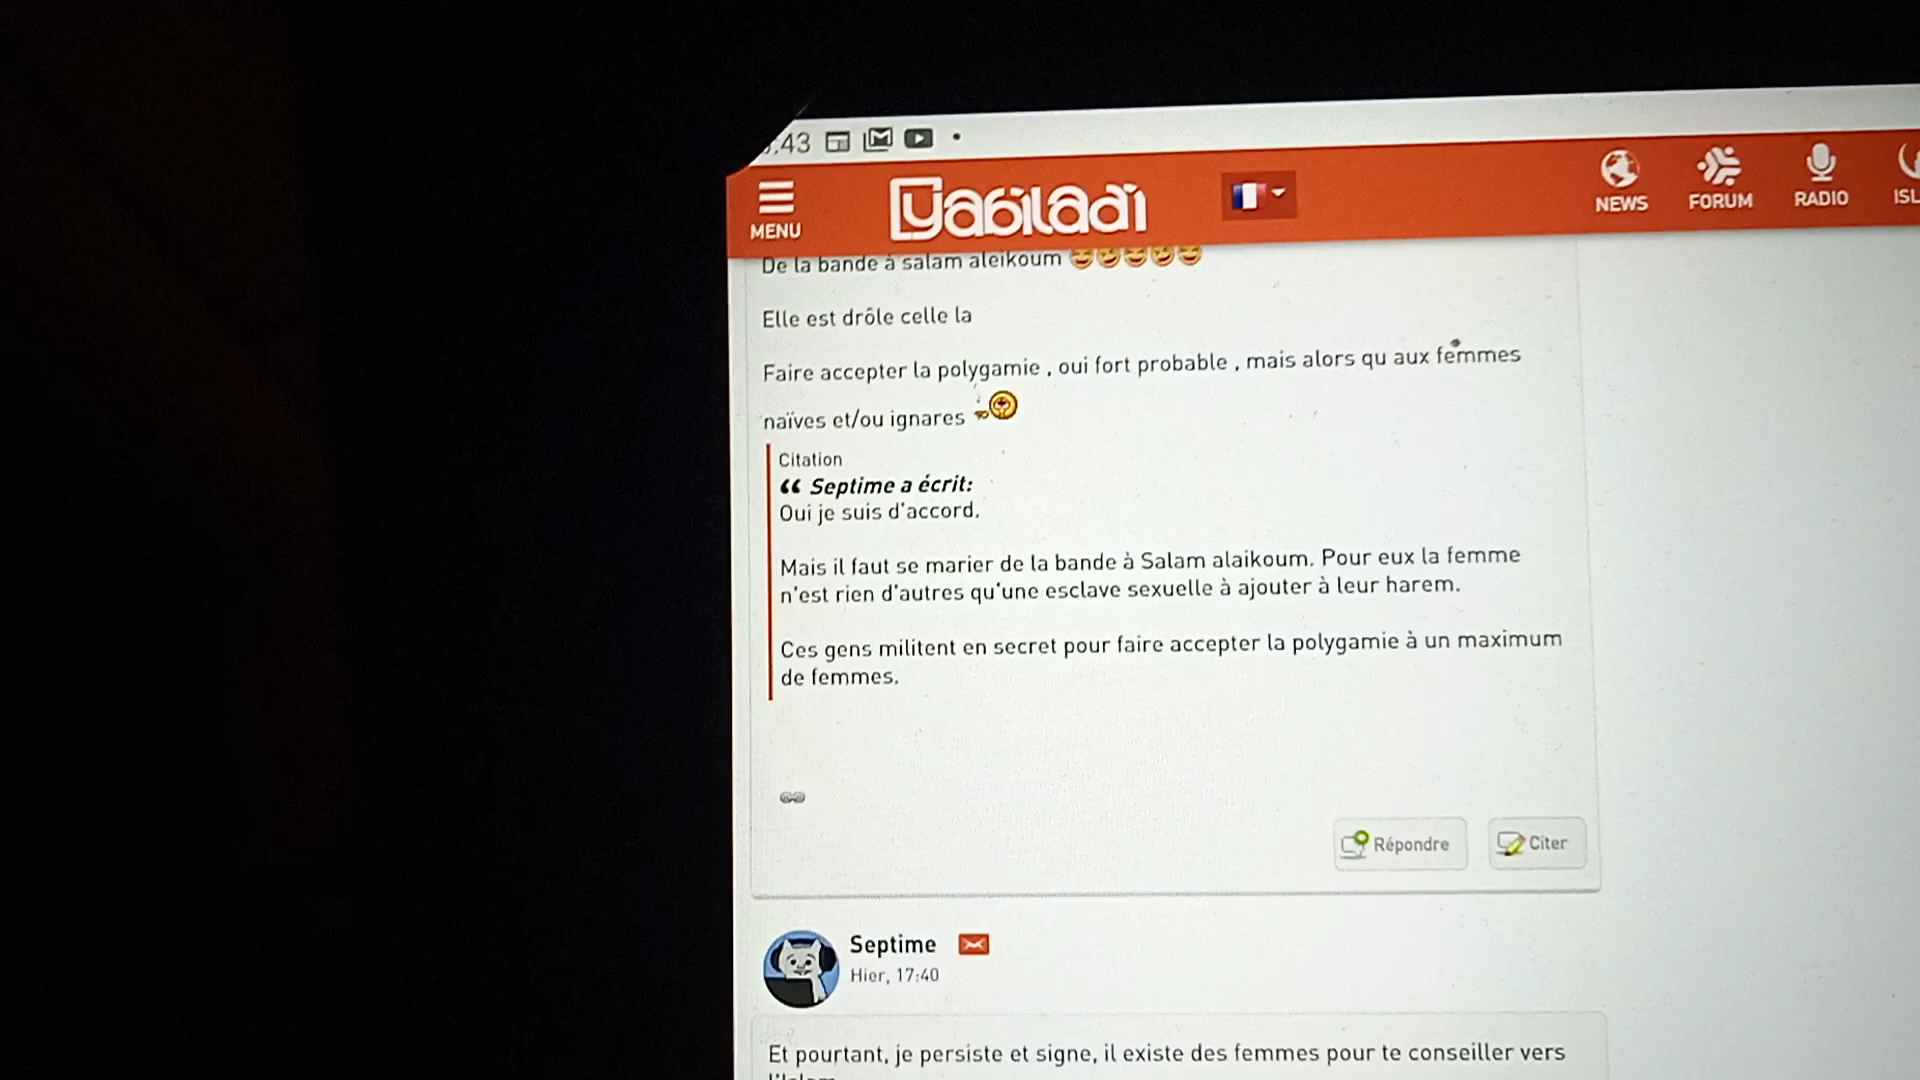 :43
MENU
Yabiladi
NEWS
FORUM
RADIO
De la bande à salam aleikoum
Elle est drôle celle la
Faire accepter la polygamie , oui fort probable , mais alors qu aux femmes
naïves et/ou ignares
Citation
“ Septime a écrit:
Oui je suis d'accord.
Mais il faut se marier de la bande à Salam alaikoum. Pour eux la femme
n'est rien d'autres qu'une esclave sexuelle à ajouter à leur harem.
Ces gens militent en secret pour faire accepter la polygamie à un maximum
de femmes.
Répondre
Citer
Septime
Hier, 17:40
Et pourtant, je persiste et signe, il existe des femmes pour te conseiller vers